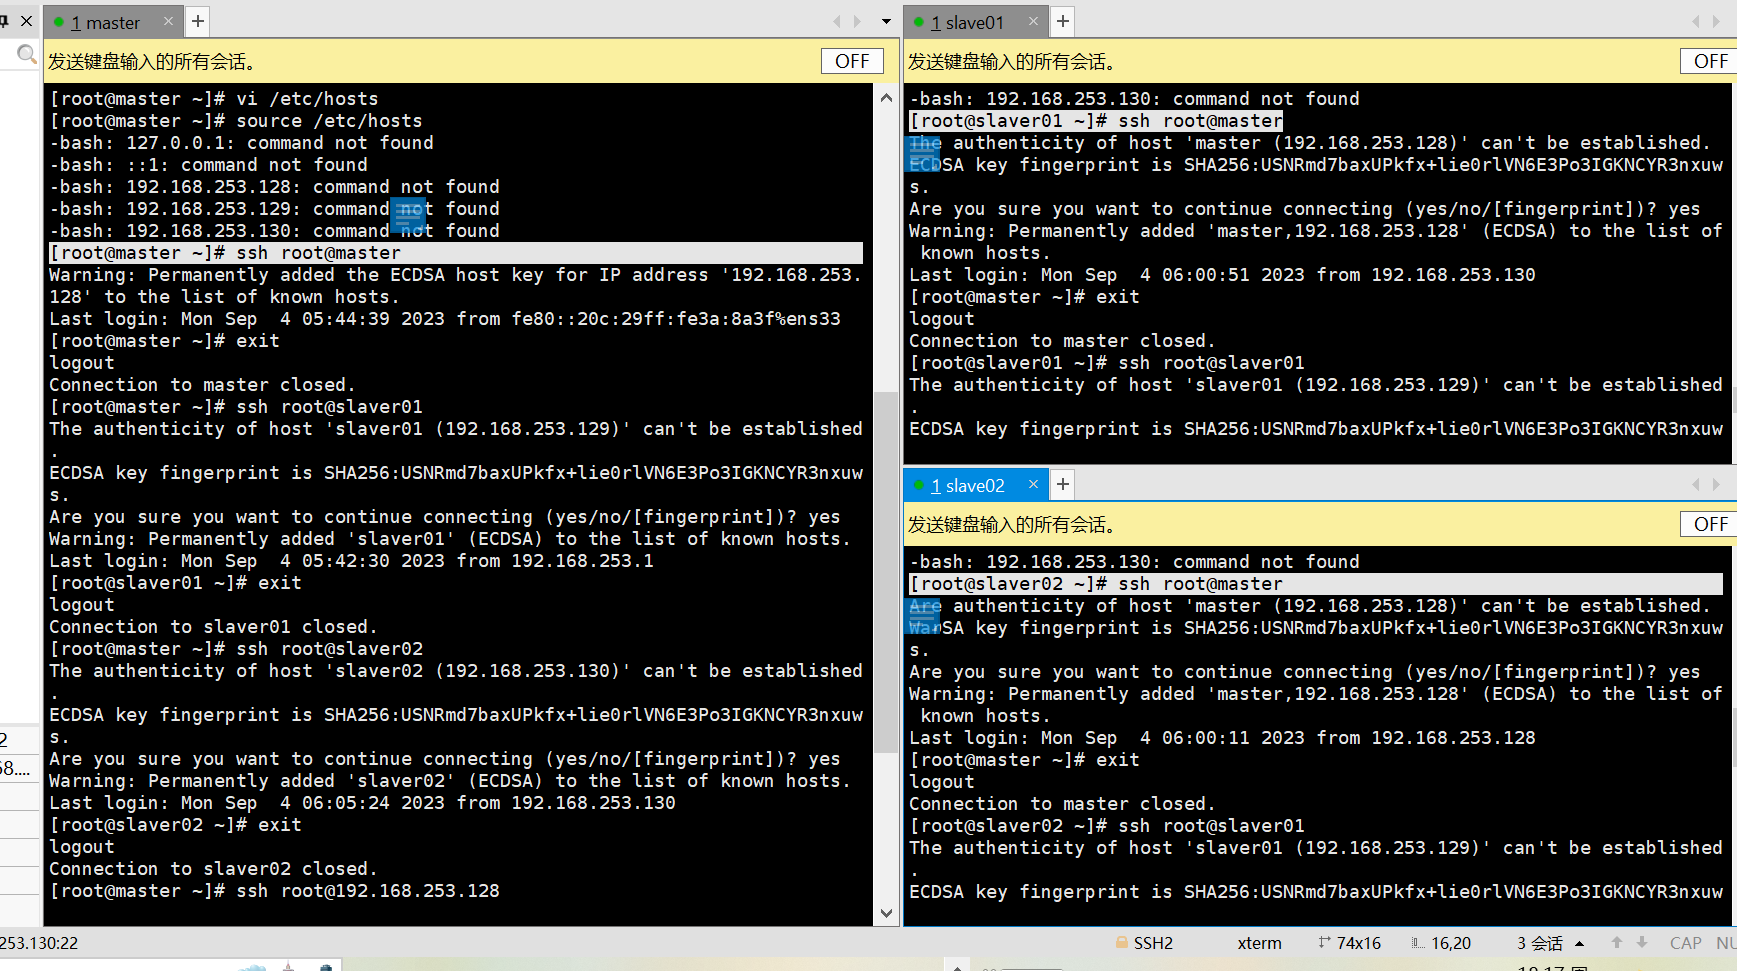 1 master
+
发送键盘输入的所有会话。
OFF
[root@master ~]# vi /etc/hosts
[root@master ~]# source /etc/hosts
-bash: 127.0.0.1: command not found
-bash: ::1: command not found
-bash: 192.168.253.128: command not found
-bash: 192.168.253.129: command not found
-bash: 192.168.253.130: command not found
[root@master ~]# ssh root@master
Warning: Permanently added the ECDSA host key for IP address '192.168.253.
128' to the list of known hosts.
Last login: Mon Sep  4 05:44:39 2023 from fe80::20c:29ff:fe3a:8a3f%ens33
[root@master ~]# exit
logout
Connection to master closed.
[root@master ~]# ssh root@slaver01
The authenticity of host 'slaver01 (192.168.253.129)' can't be established
.
ECDSA key fingerprint is SHA256:USNRmd7baxUPkfx+lie0rlVN6E3Po3IGKNCYR3nxuw
s.
Are you sure you want to continue connecting (yes/no/[fingerprint])? yes
Warning: Permanently added 'slaver01' (ECDSA) to the list of known hosts.
Last login: Mon Sep  4 05:42:30 2023 from 192.168.253.1
[root@slaver01 ~]# exit
logout
Connection to slaver01 closed.
[root@master ~]# ssh root@slaver02
The authenticity of host 'slaver02 (192.168.253.130)' can't be established
.
ECDSA key fingerprint is SHA256:USNRmd7baxUPkfx+lie0rlVN6E3Po3IGKNCYR3nxuw
s.
Are you sure you want to continue connecting (yes/no/[fingerprint])? yes
Warning: Permanently added 'slaver02' (ECDSA) to the list of known hosts.
Last login: Mon Sep  4 06:05:24 2023 from 192.168.253.130
[root@slaver02 ~]# exit
logout
Connection to slaver02 closed.
[root@master ~]# ssh root@192.168.253.128
1 slave01
+
发送键盘输入的所有会话。
OFF
-bash: 192.168.253.130: command not found
[root@slaver01 ~]# ssh root@master
The authenticity of host 'master (192.168.253.128)' can't be established.
ECDSA key fingerprint is SHA256:USNRmd7baxUPkfx+lie0rlVN6E3Po3IGKNCYR3nxuw
s.
Are you sure you want to continue connecting (yes/no/[fingerprint])? yes
Warning: Permanently added 'master,192.168.253.128' (ECDSA) to the list of
known hosts.
Last login: Mon Sep  4 06:00:51 2023 from 192.168.253.130
[root@master ~]# exit
logout
Connection to master closed.
[root@slaver01 ~]# ssh root@slaver01
The authenticity of host 'slaver01 (192.168.253.129)' can't be established
.
ECDSA key fingerprint is SHA256:USNRmd7baxUPkfx+lie0rlVN6E3Po3IGKNCYR3nxuw
1 slave02
+
发送键盘输入的所有会话。
OFF
-bash: 192.168.253.130: command not found
[root@slaver02 ~]# ssh root@master
authenticity of host 'master (192.168.253.128)' can't be established.
key fingerprint is SHA256:USNRmd7baxUPkfx+lie0rlVN6E3Po3IGKNCYR3nxuw
s.
Are you sure you want to continue connecting (yes/no/[fingerprint])? yes
Warning: Permanently added 'master,192.168.253.128' (ECDSA) to the list of
known hosts.
Last login: Mon Sep  4 06:00:11 2023 from 192.168.253.128
[root@master ~]# exit
logout
Connection to master closed.
[root@slaver02 ~]# ssh root@slaver01
The authenticity of host 'slaver01 (192.168.253.129)' can't be established
.
ECDSA key fingerprint is SHA256:USNRmd7baxUPkfx+lie0rlVN6E3Po3IGKNCYR3nxuw
2
68....
253.130:22
SSH2
xterm
74x16
16,20
3 会话
CAP
NU